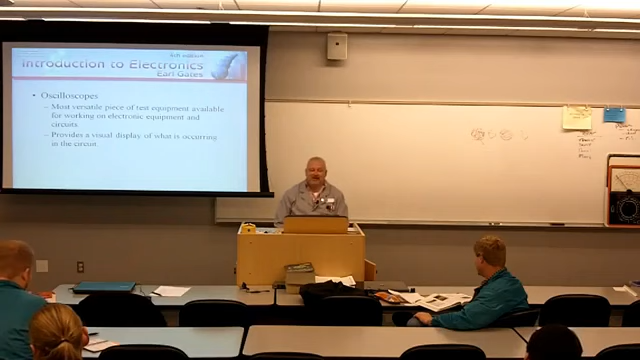 Introduction to Electronics
Earl Gates
• Oscilloscopes
– Most versatile piece of test equipment available
for working on electronic equipment and
circuits.
– Provides a visual display of what is occurring
in the circuit.